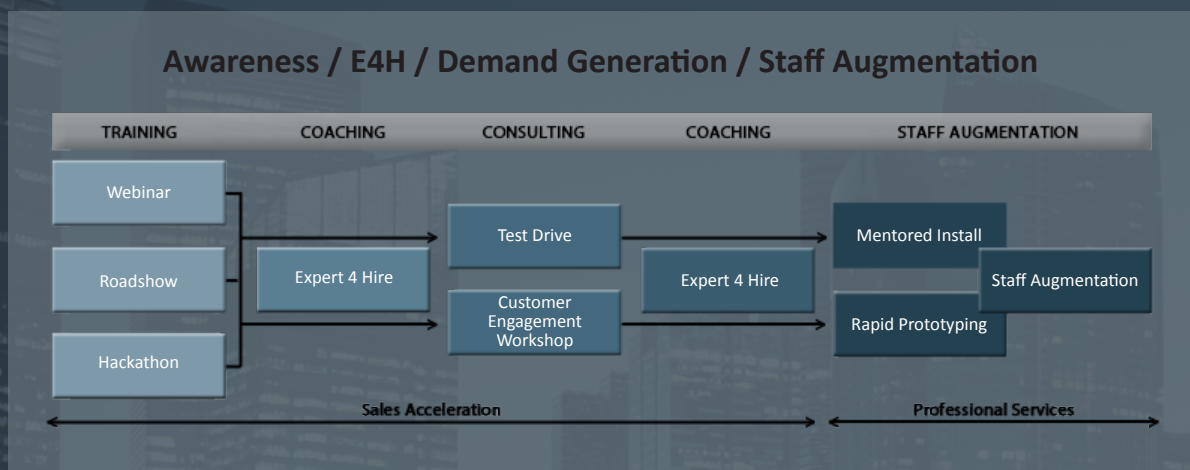 Awareness / E4H / Demand Generation / Staff Augmentation
TRAINING
COACHING
CONSULTING
COACHING
STAFF AUGMENTATION
Webinar
Roadshow
Hackathon
Expert 4 Hire
Test Drive
Customer
Engagement
Workshop
Expert 4 Hire
Mentored Install
Staff Augmentation
Rapid Prototyping
Sales Acceleration
Professional Services